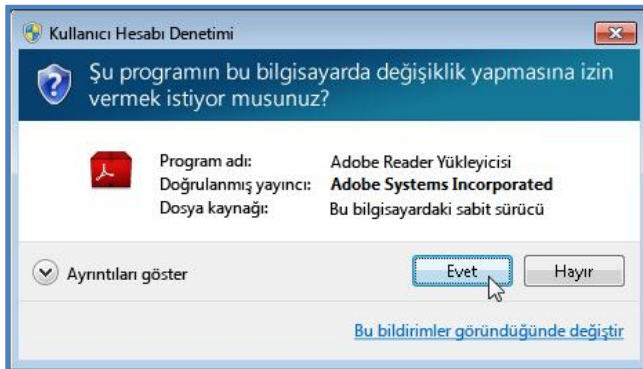 Kullanıcı Hesabı Denetimi
Şu programın bu bilgisayarda değişiklik yapmasına izin
vermek istiyor musunuz?
Program adı: Adobe Reader Yükleyicisi
Doğrulanmış yayıncı: Adobe Systems Incorporated
Dosya kaynağı: Bu bilgisayardaki sabit sürücü
Ayrıntıları göster Evet Hayır
Bu bildirimler göründüğünde değiştir